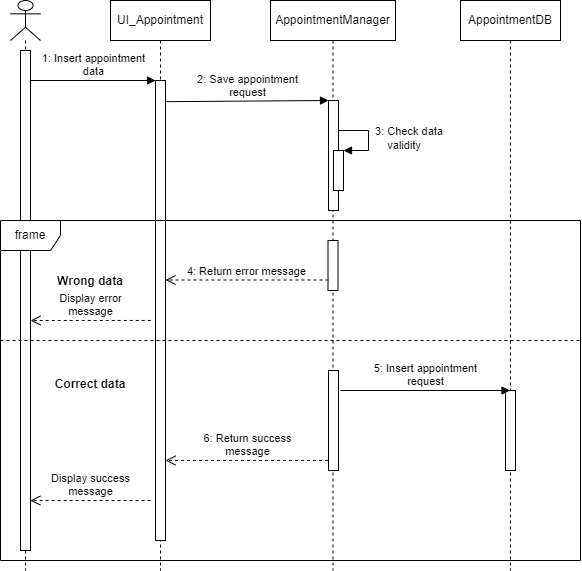 UI_Appointment
AppointmentManager
AppointmentDB
1: Insert appointment
data
2: Save appointment
request
3: Check data
validity
frame
4: Return error message
Wrong data
Display error
message
Correct data
5: Insert appointment
request
6: Return success
message
Display success
message